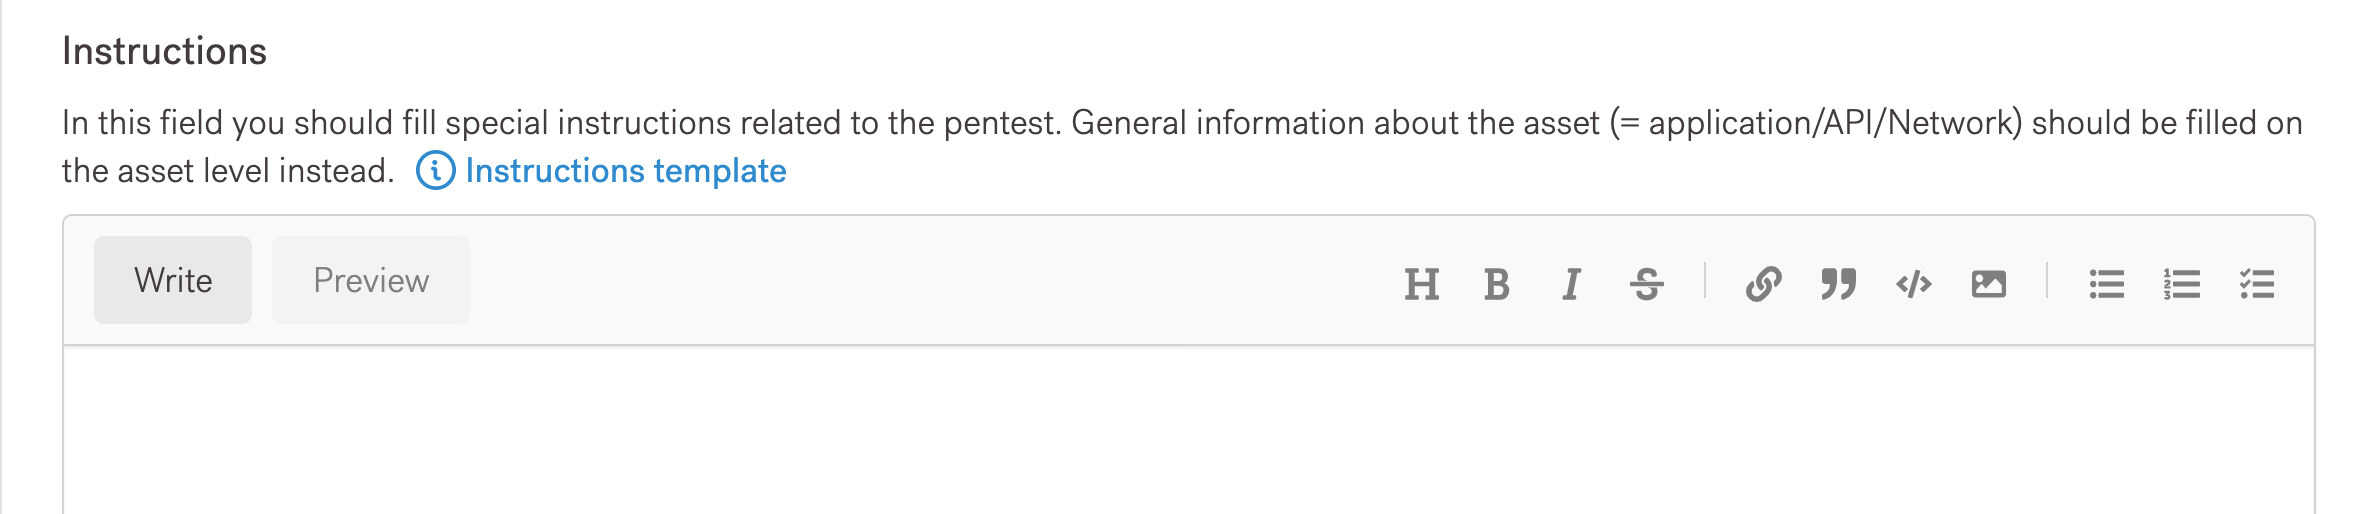 Instructions
In this field you should fill special instructions related to the pentest. General information about the asset (= application/API/Network) should be filled on
the asset level instead. Instructions template
Write Preview